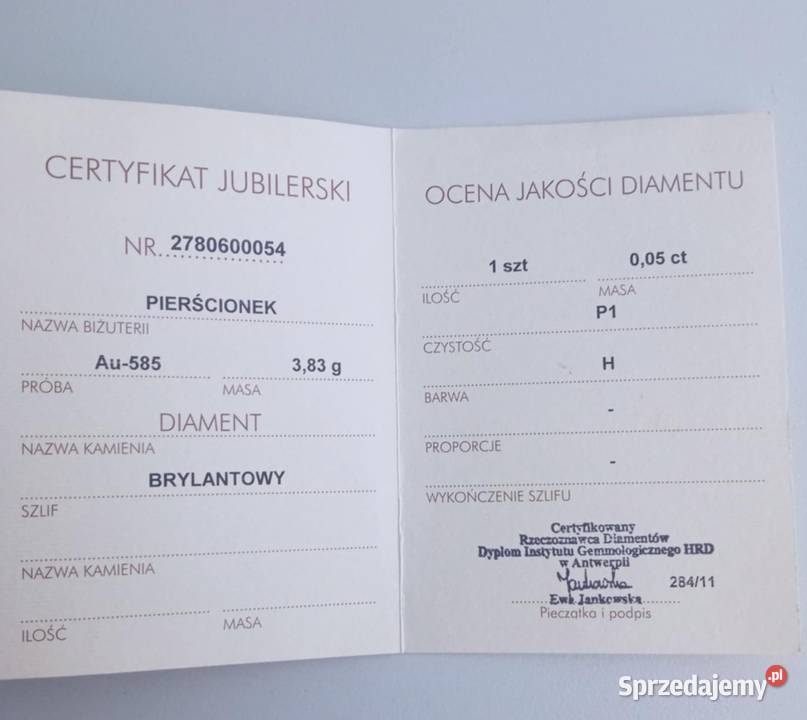 CERTYFIKAT JUBILERSKI
NR. 2780600054
PIERŚCIONEK
NAZWA BIŻUTERII
Au-585 3,83 g
PRÓBA MASA
DIAMENT
NAZWA KAMIENIA
BRYLANTOWY
SZLIF
NAZWA KAMIENIA
ILOŚĆ MASA
OCENA JAKOŚCI DIAMENTU
1 szt 0,05 ct
ILOŚĆ MASA
P1
CZYSTOŚĆ
H
BARWA
-
PROPORCJE
-
WYKOŃCZENIE SZLIFU
Certyfikowany
Rzeczoznawca Diamentów
Dyplom Instytutu Gemmologicznego HRD
w Antwerpii
284/11
Ewa Jankowska
Pieczątka i podpis
Sprzedajemy.pl